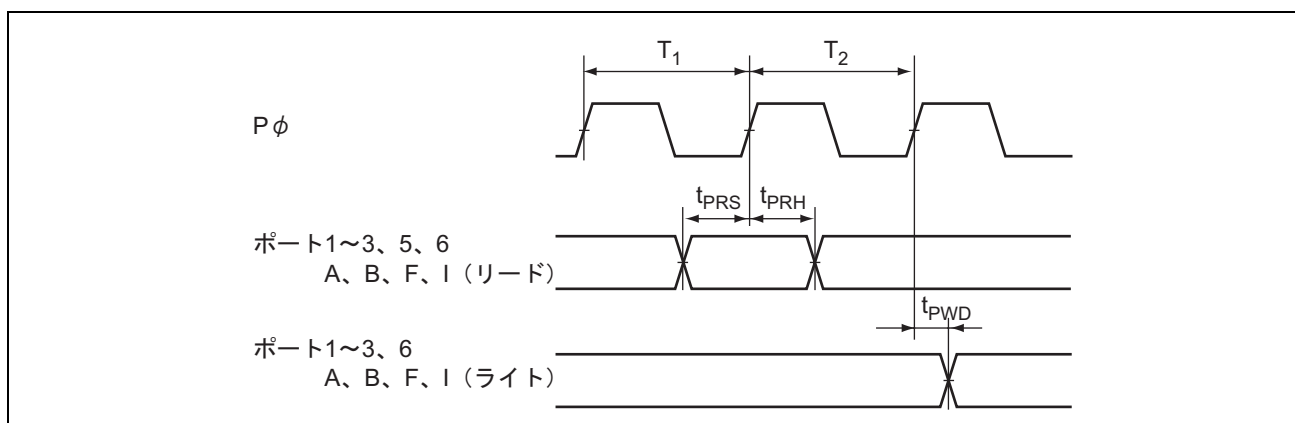 T1 T2
Pφ
tPRS tPRH
ポート1～3、5、6
A、B、F、I（リード）
tPWD
ポート1～3、6
A、B、F、I（ライト）